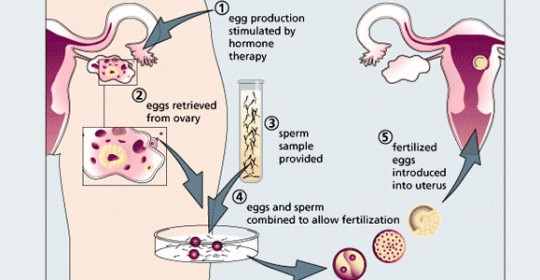 ① egg production
stimulated by
hormone
therapy
② eggs retrieved
from ovary
③ sperm
sample
provided
④ eggs and sperm
combined to allow fertilization
⑤ fertilized
eggs
introduced
into uterus